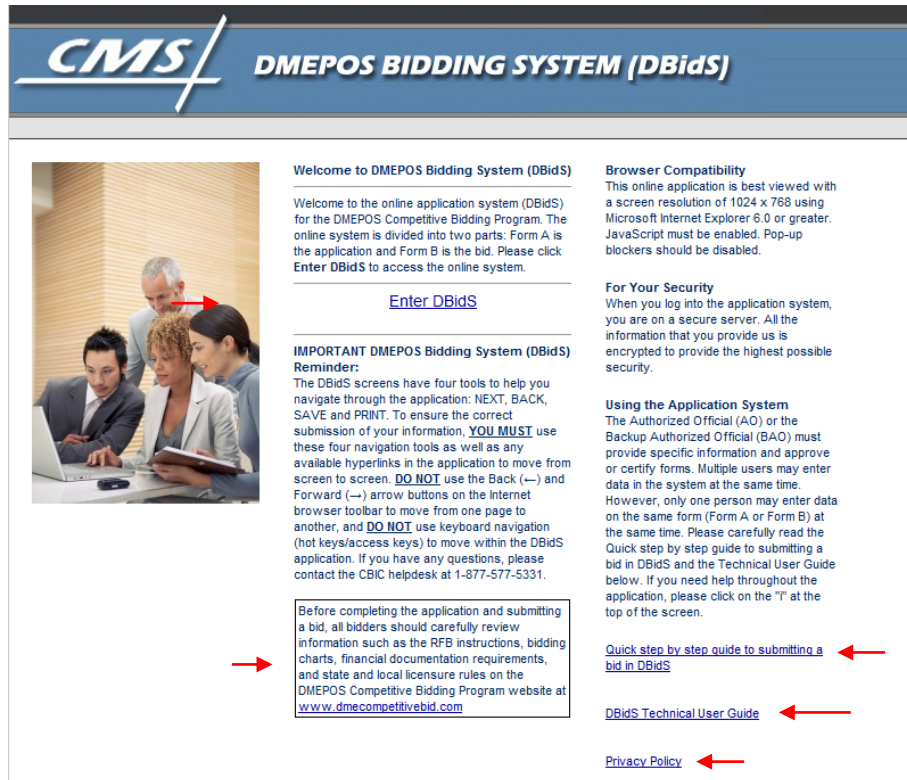 CMS
DMEPOS BIDDING SYSTEM (DBidS)
Welcome to DMEPOS Bidding System (DBidS)
Welcome to the online application system (DBidS)
for the DMEPOS Competitive Bidding Program. The
online system is divided into two parts: Form A is
the application and Form B is the bid. Please click
Enter DBidS to access the online system.
Enter DBidS
IMPORTANT DMEPOS Bidding System (DBidS)
Reminder:
The DBidS screens have four tools to help you
navigate through the application: NEXT, BACK,
SAVE and PRINT. To ensure the correct
submission of your information, YOU MUST use
these four navigation tools as well as any
available hyperlinks in the application to move from
screen to screen. DO NOT use the Back (←) and
Forward (→) arrow buttons on the Internet
browser toolbar to move from one page to
another, and DO NOT use keyboard navigation
(hot keys/access keys) to move within the DBidS
application. If you have any questions, please
contact the CBIC helpdesk at 1-877-577-5331.
Before completing the application and submitting
a bid, all bidders should carefully review
information such as the RFB instructions, bidding
charts, financial documentation requirements,
and state and local licensure rules on the
DMEPOS Competitive Bidding Program website at
www.dmecompetitivebid.com
Browser Compatibility
This online application is best viewed with
a screen resolution of 1024 x 768 using
Microsoft Internet Explorer 6.0 or greater.
JavaScript must be enabled. Pop-up
blockers should be disabled.
For Your Security
When you log into the application system,
you are on a secure server. All the
information that you provide us is
encrypted to provide the highest possible
security.
Using the Application System
The Authorized Official (AO) or the
Backup Authorized Official (BAO) must
provide specific information and approve
or certify forms. Multiple users may enter
data in the system at the same time.
However, only one person may enter data
on the same form (Form A or Form B) at
the same time. Please carefully read the
Quick step by step guide to submitting a
bid in DBidS and the Technical User Guide
below. If you need help throughout the
application, please click on the "i" at the
top of the screen.
Quick step by step guide to submitting a
bid in DBidS
DBidS Technical User Guide
Privacy Policy